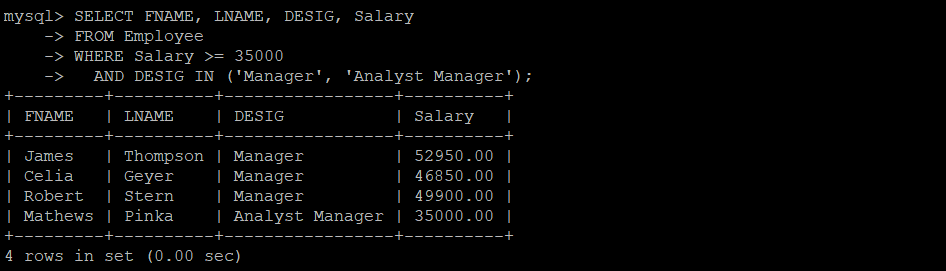 mysql> SELECT FNAME, LNAME, DESIG, Salary
    -> FROM Employee
    -> WHERE Salary >= 35000
    ->   AND DESIG IN ('Manager', 'Analyst Manager');
+---------+----------+-----------------+----------+
| FNAME   | LNAME    | DESIG           | Salary   |
+---------+----------+-----------------+----------+
| James   | Thompson | Manager         | 52950.00 |
| Celia   | Geyer    | Manager         | 46850.00 |
| Robert  | Stern    | Manager         | 49900.00 |
| Mathews | Pinka    | Analyst Manager | 35000.00 |
+---------+----------+-----------------+----------+
4 rows in set (0.00 sec)